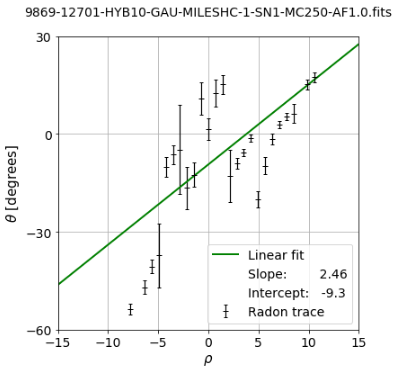 9869-12701-HYB10-GAU-MILESHC-1-SN1-MC250-AF1.0.fits
30
0
−30
−60
θ [degrees]
Linear fit
Slope: 2.46
Intercept: -9.3
Radon trace
−15 −10 −5 0 5 10 15
ρ